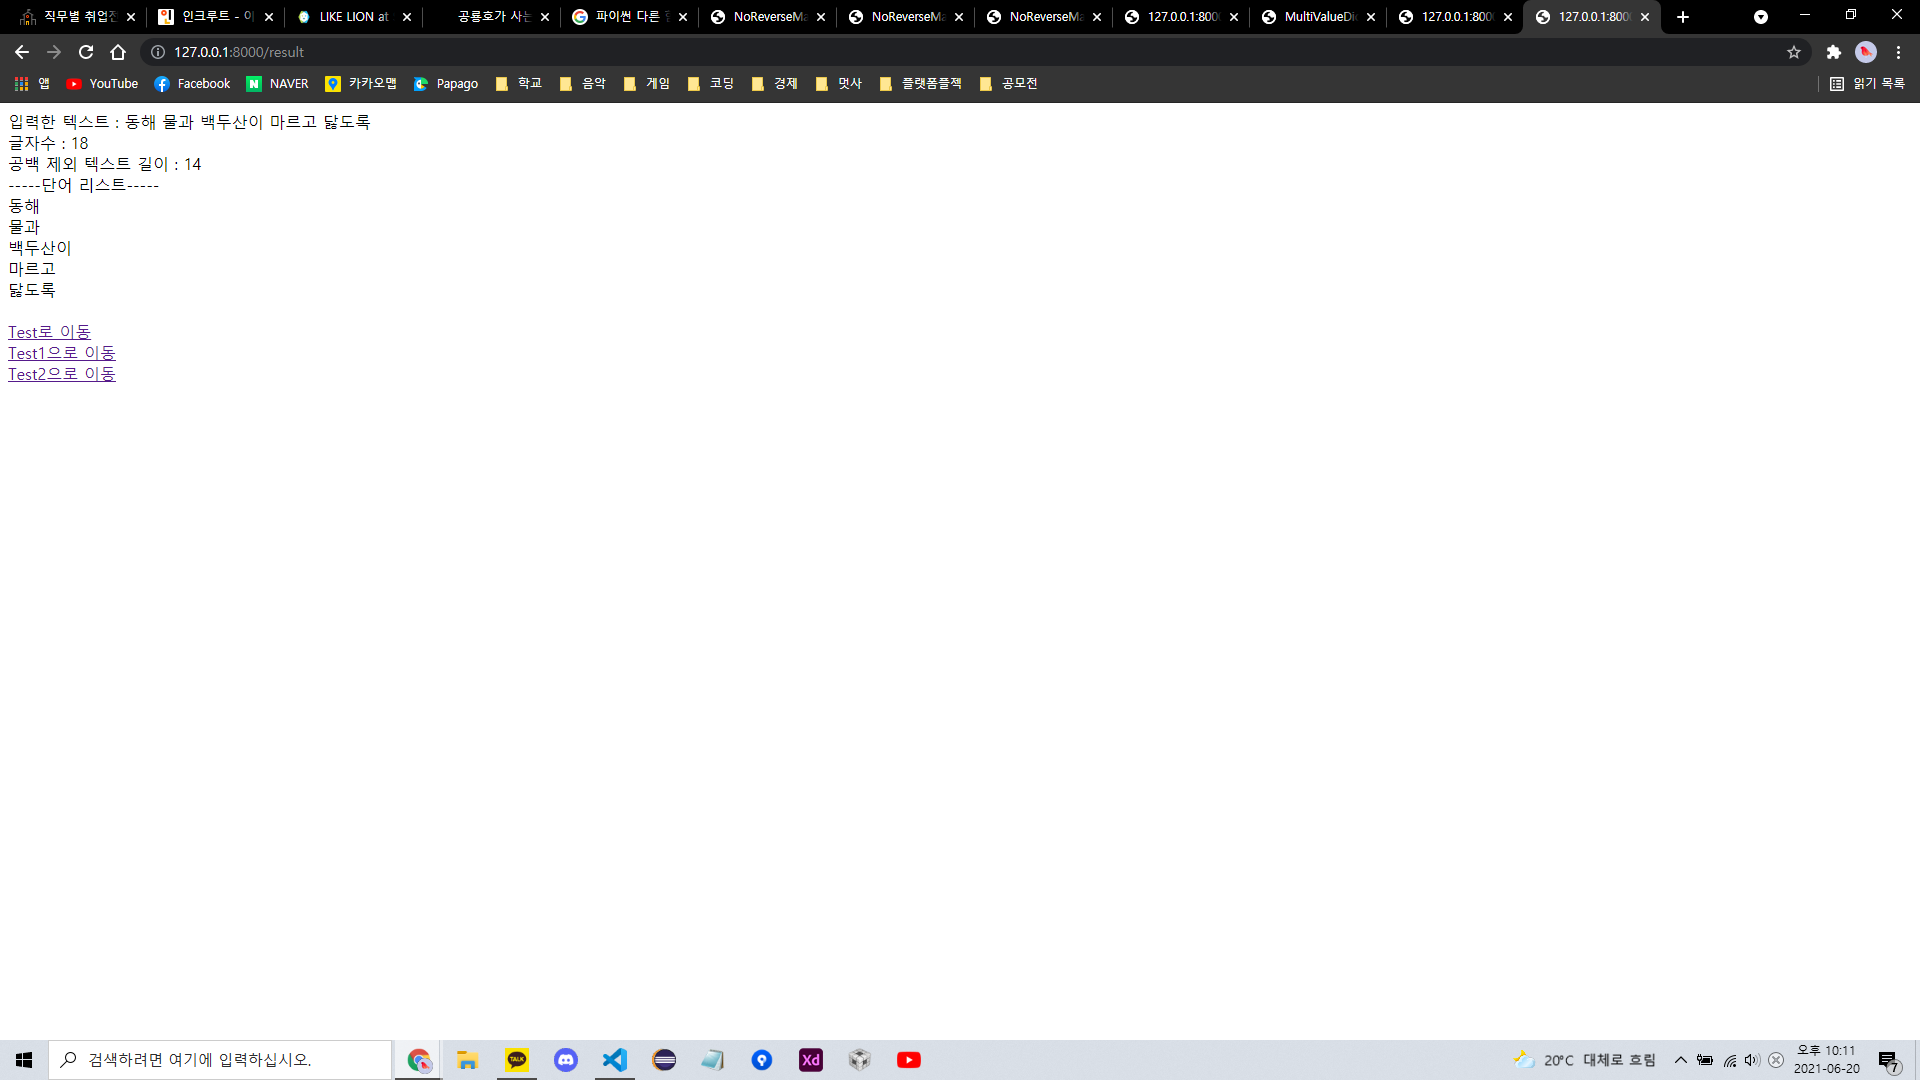 직무별 취업전
인크루트 - 이
LIKE LION at
공룡호가 사는
파이썬 다른 함
NoReverseMa
NoReverseMa
NoReverseMa
127.0.0.1:800
MultiValueDi
127.0.0.1:800
127.0.0.1:800
127.0.0.1:8000/result
앱 YouTube Facebook NAVER 카카오맵 Papago 학교 음악 게임 코딩 경제 멋사 플랫폼플젝 공모전 읽기 목록
입력한 텍스트 : 동해 물과 백두산이 마르고 닳도록
글자수 : 18
공백 제외 텍스트 길이 : 14
-----단어 리스트-----
동해
물과
백두산이
마르고
닳도록
Test로 이동
Test1으로 이동
Test2으로 이동
검색하려면 여기에 입력하십시오.
TALK
Xd
20°C 대체로 흐림
오후 10:11
2021-06-20
7